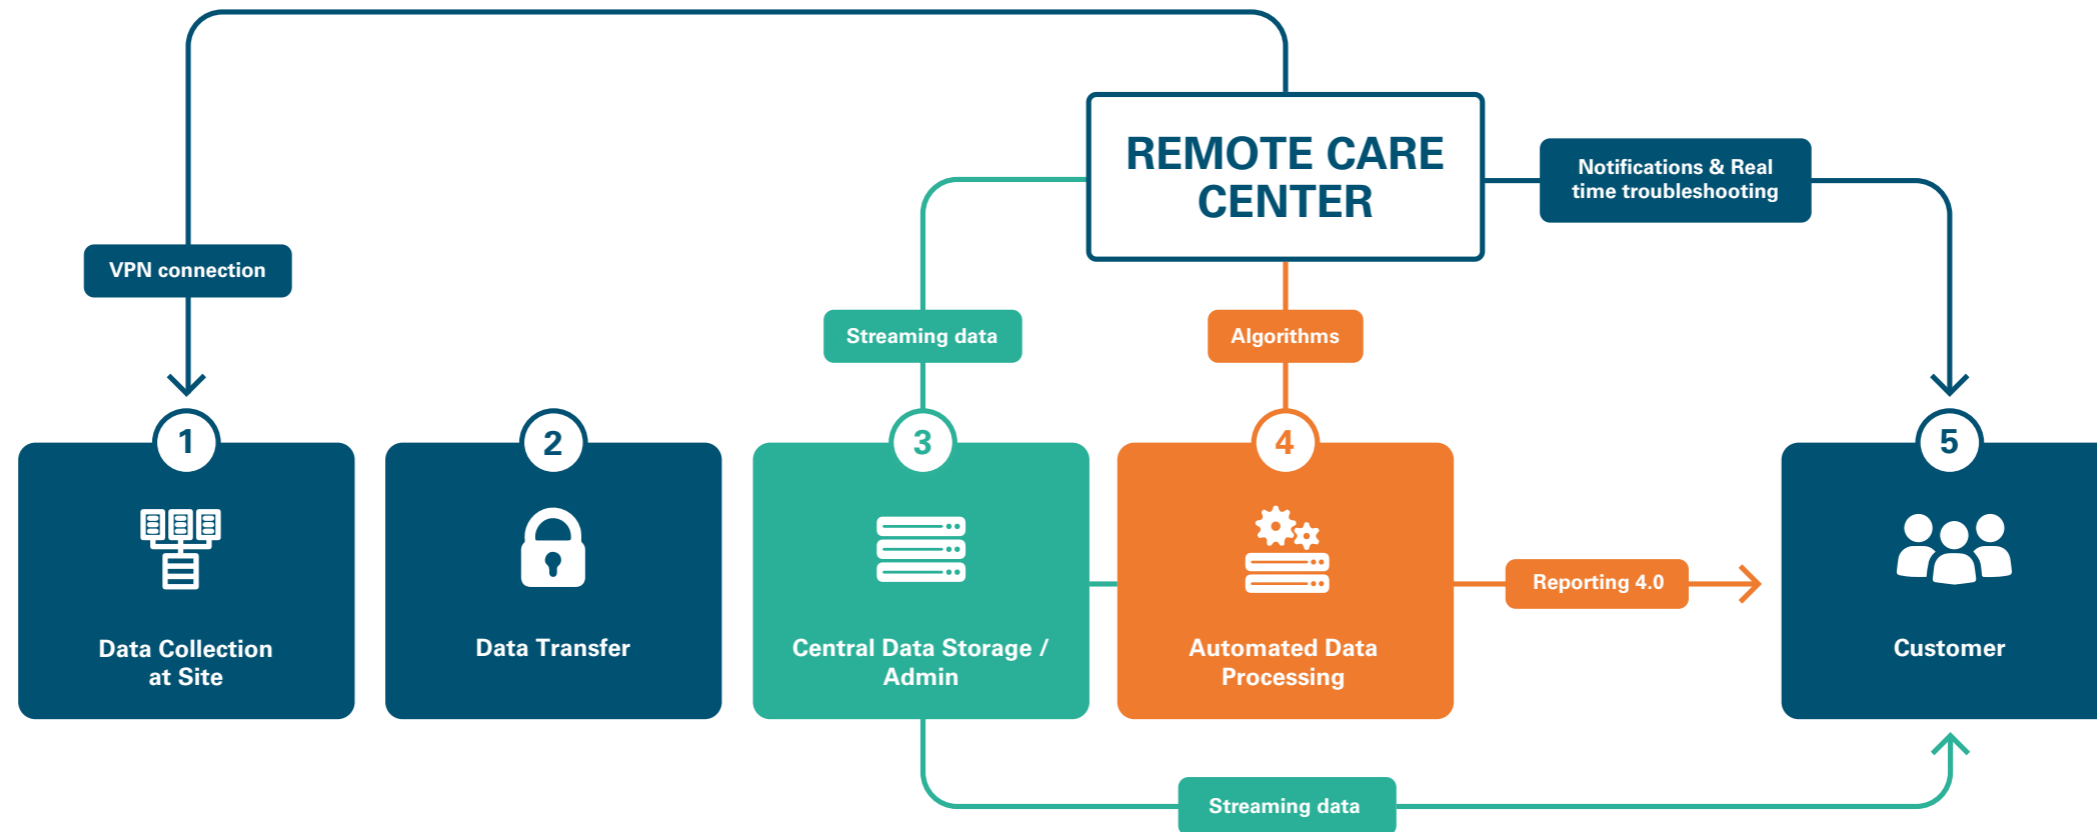 REMOTE CARE
CENTER
Notifications & Real
time troubleshooting
VPN connection
Streaming data
Algorithms
1
2
3
4
5
Reporting 4.0
Data Collection
at Site
Data Transfer
Central Data Storage /
Admin
Automated Data
Processing
Customer
Streaming data